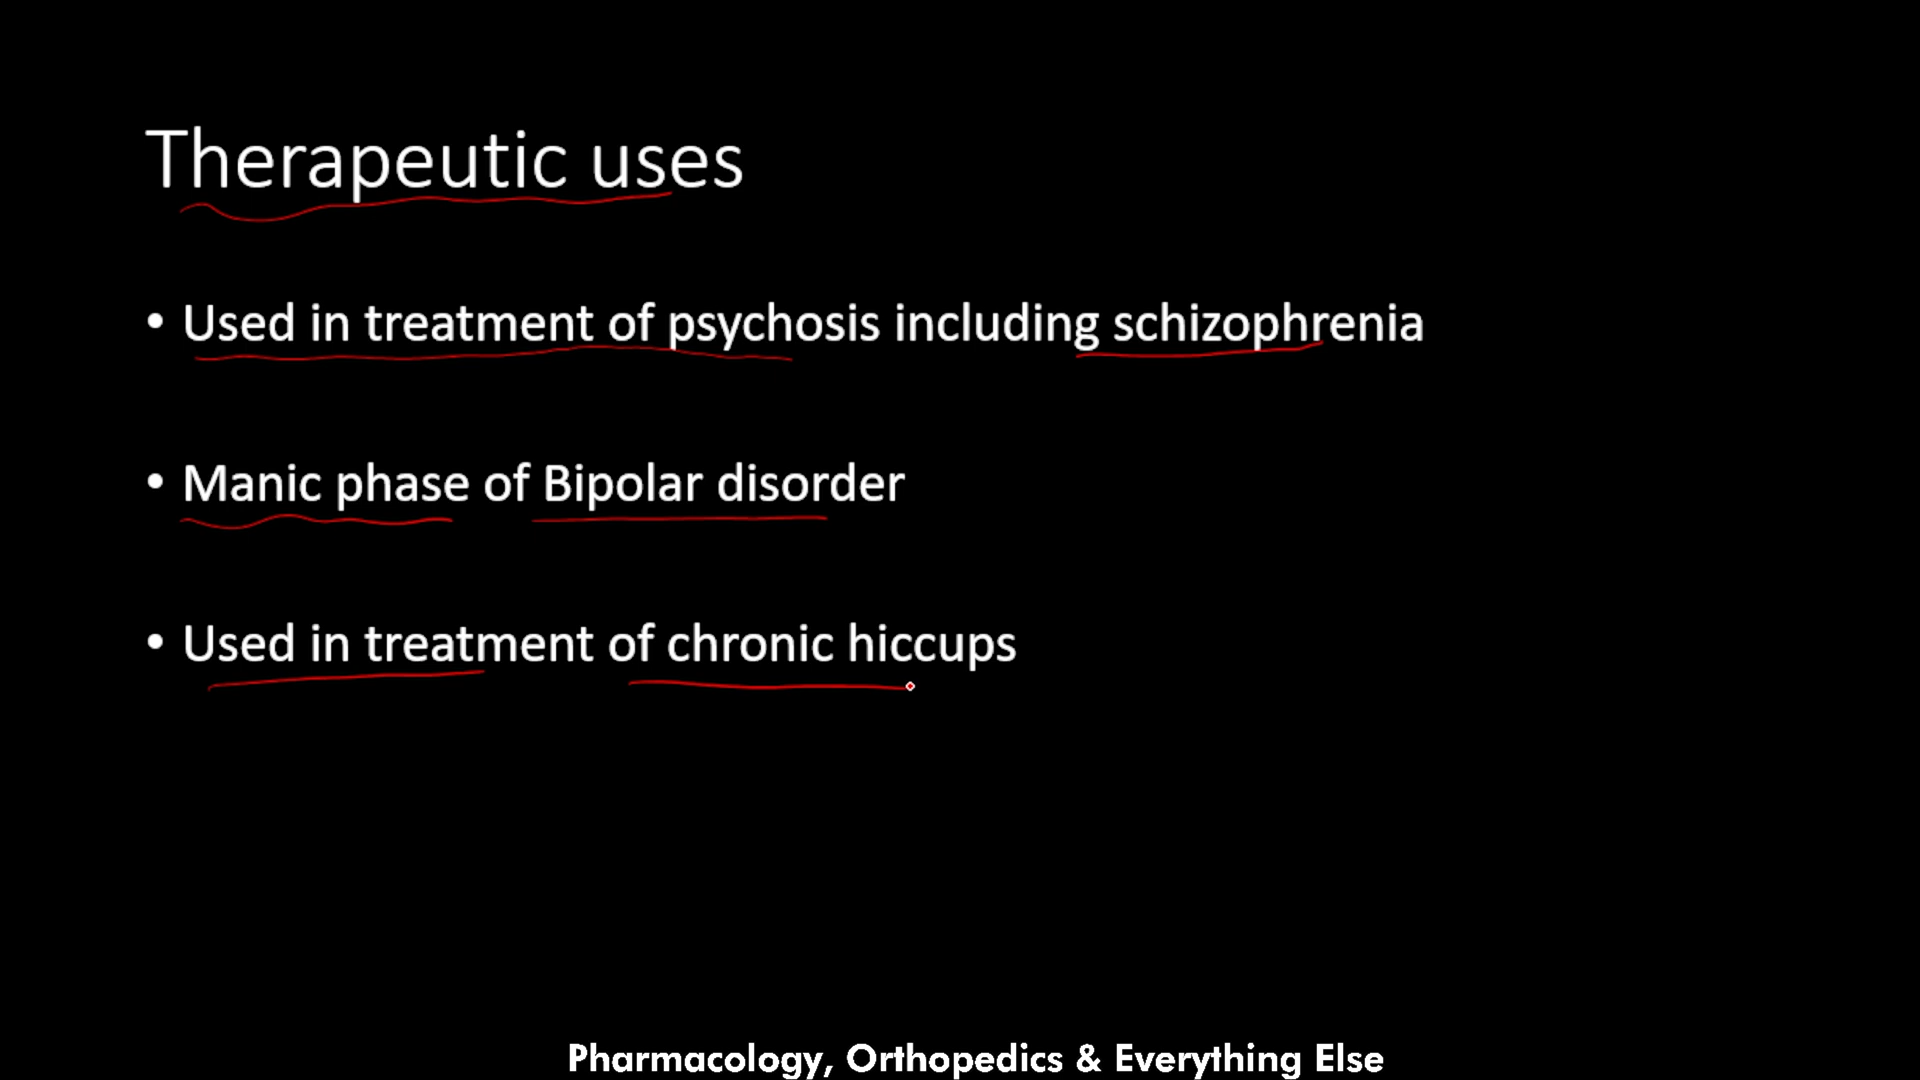 Therapeutic uses
• Used in treatment of psychosis including schizophrenia
• Manic phase of Bipolar disorder
• Used in treatment of chronic hiccups
Pharmacology, Orthopedics & Everything Else